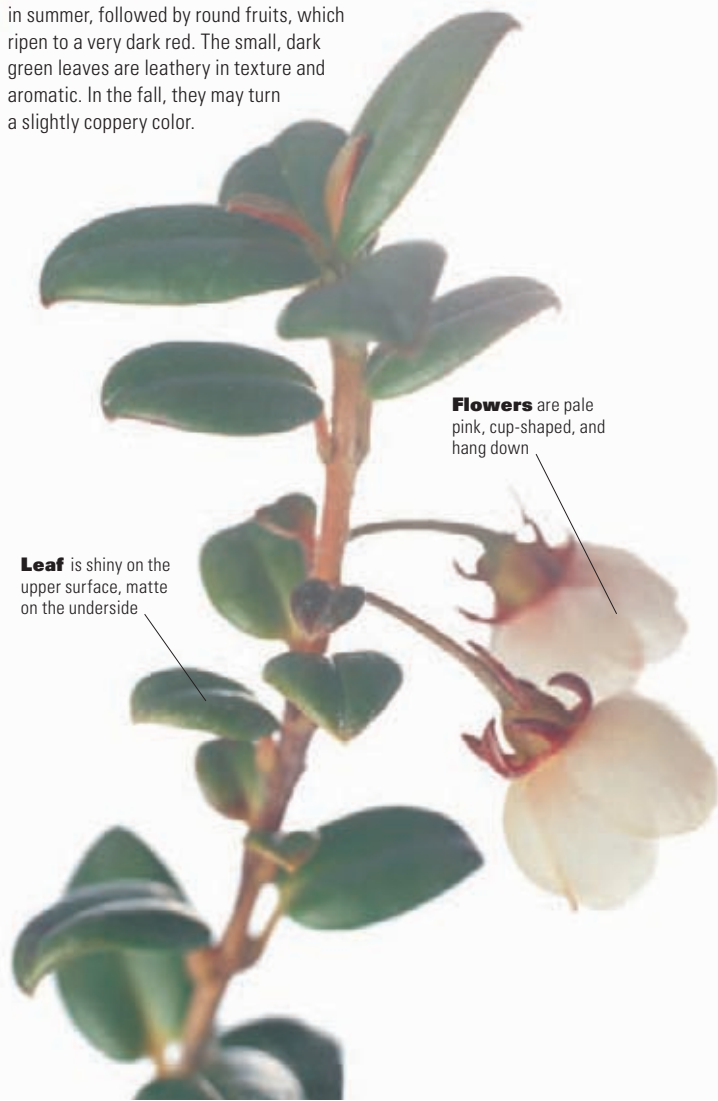 in summer, followed by round fruits, which
ripen to a very dark red. The small, dark
green leaves are leathery in texture and
aromatic. In the fall, they may turn
a slightly coppery color.
Flowers are pale
pink, cup-shaped, and
hang down
Leaf is shiny on the
upper surface, matte
on the underside